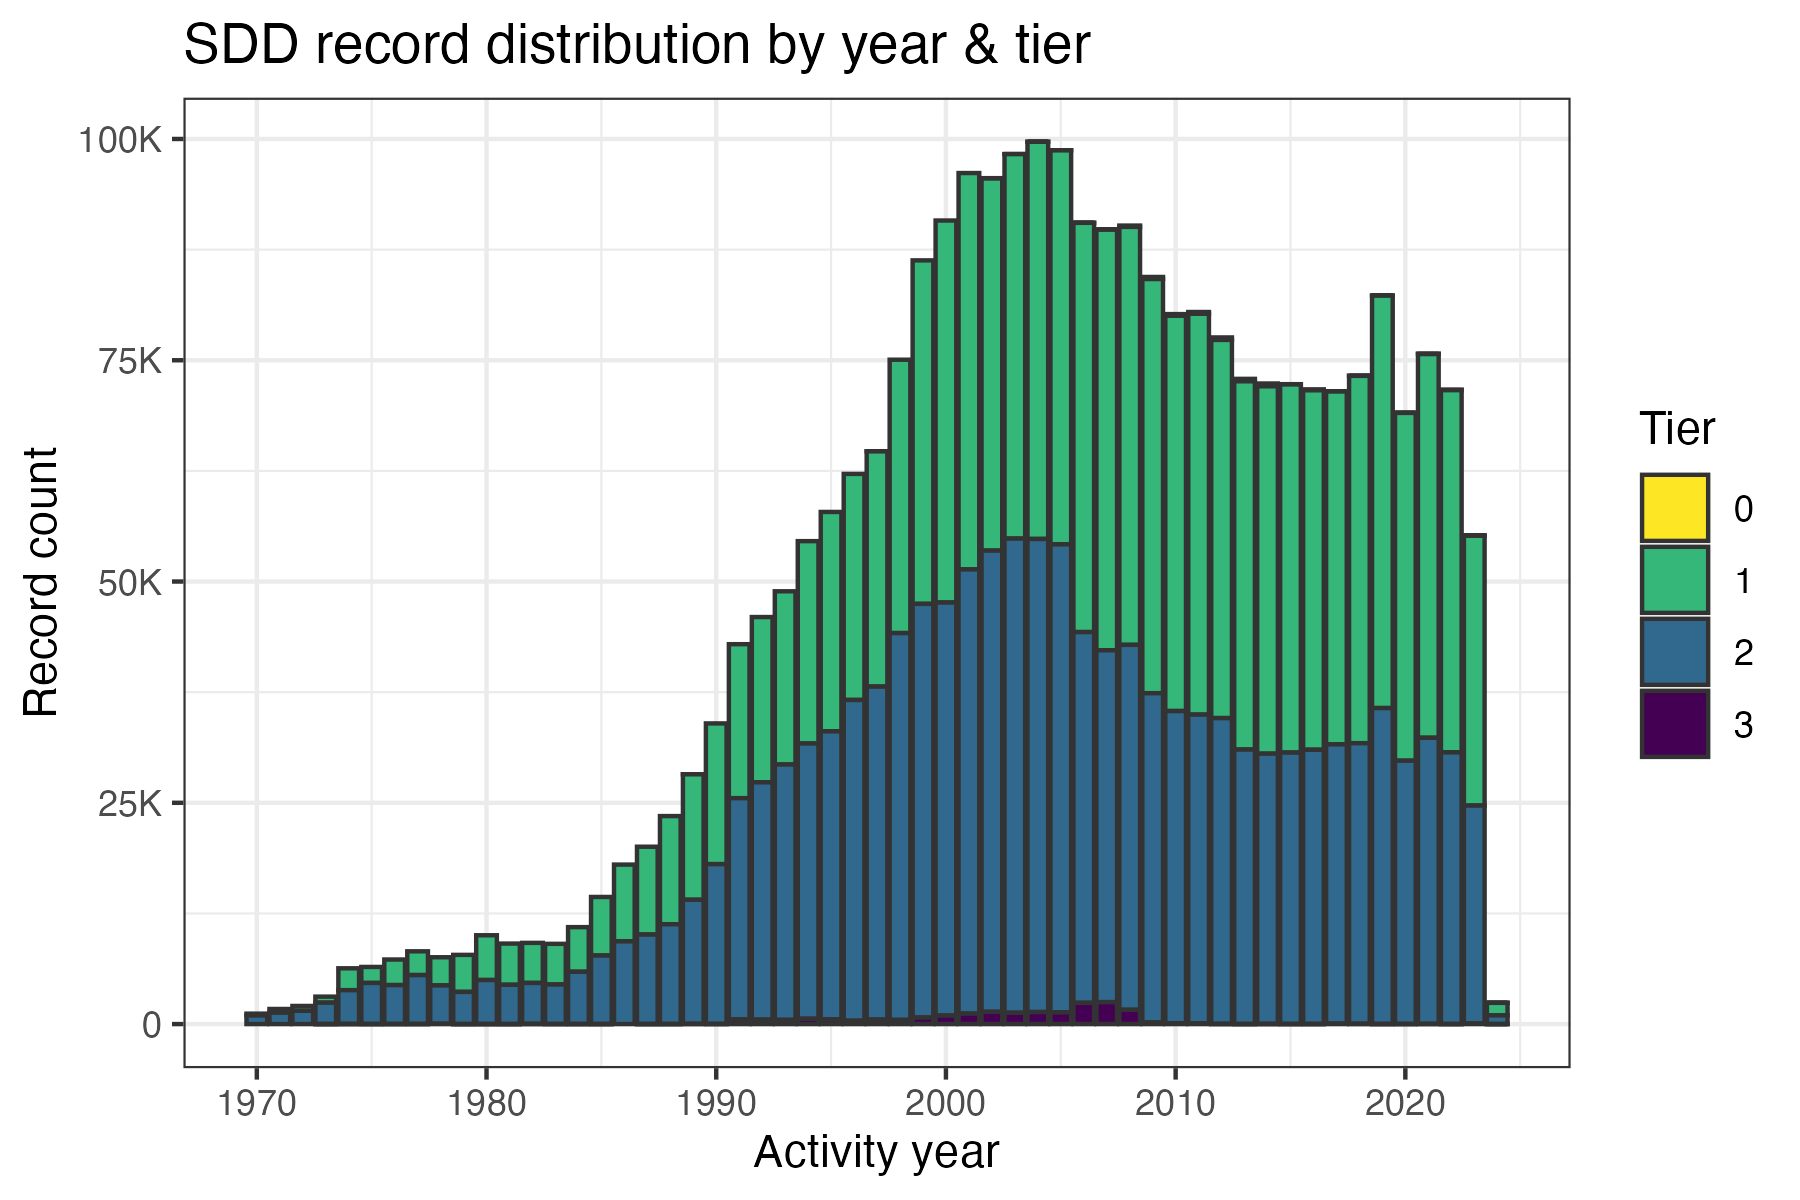 SDD record distribution by year & tier
100K
75K
50K
25K
0
Record count
1970 1980 1990 2000 2010 2020
Activity year
Tier
0
1
2
3